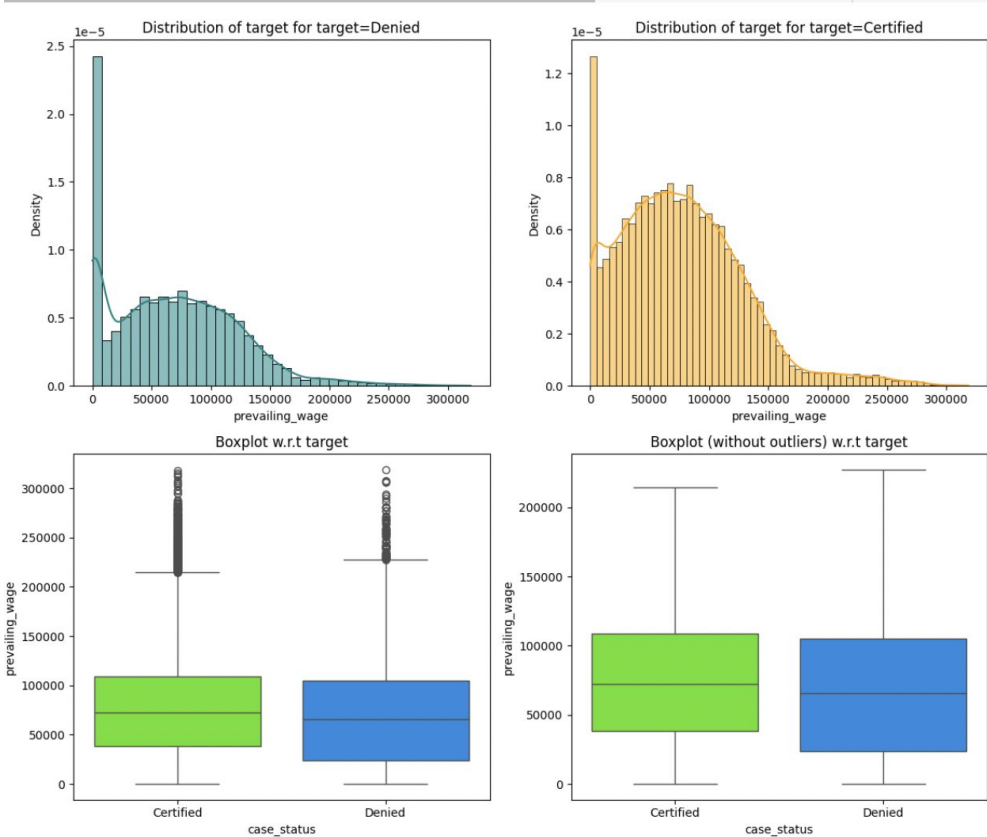 Distribution of target for target=Denied
1e-5
2.5
2.0
1.5
1.0
0.5
0.0
Density
0 50000 100000 150000 200000 250000 300000
prevailing_wage
Distribution of target for target=Certified
1e-5
1.2
1.0
0.8
0.6
0.4
0.2
0.0
Density
0 50000 100000 150000 200000 250000 300000
prevailing_wage
Boxplot w.r.t target
300000
250000
200000
150000
100000
50000
0
prevailing_wage
Certified Denied
case_status
Boxplot (without outliers) w.r.t target
200000
150000
100000
50000
0
prevailing_wage
Certified Denied
case_status